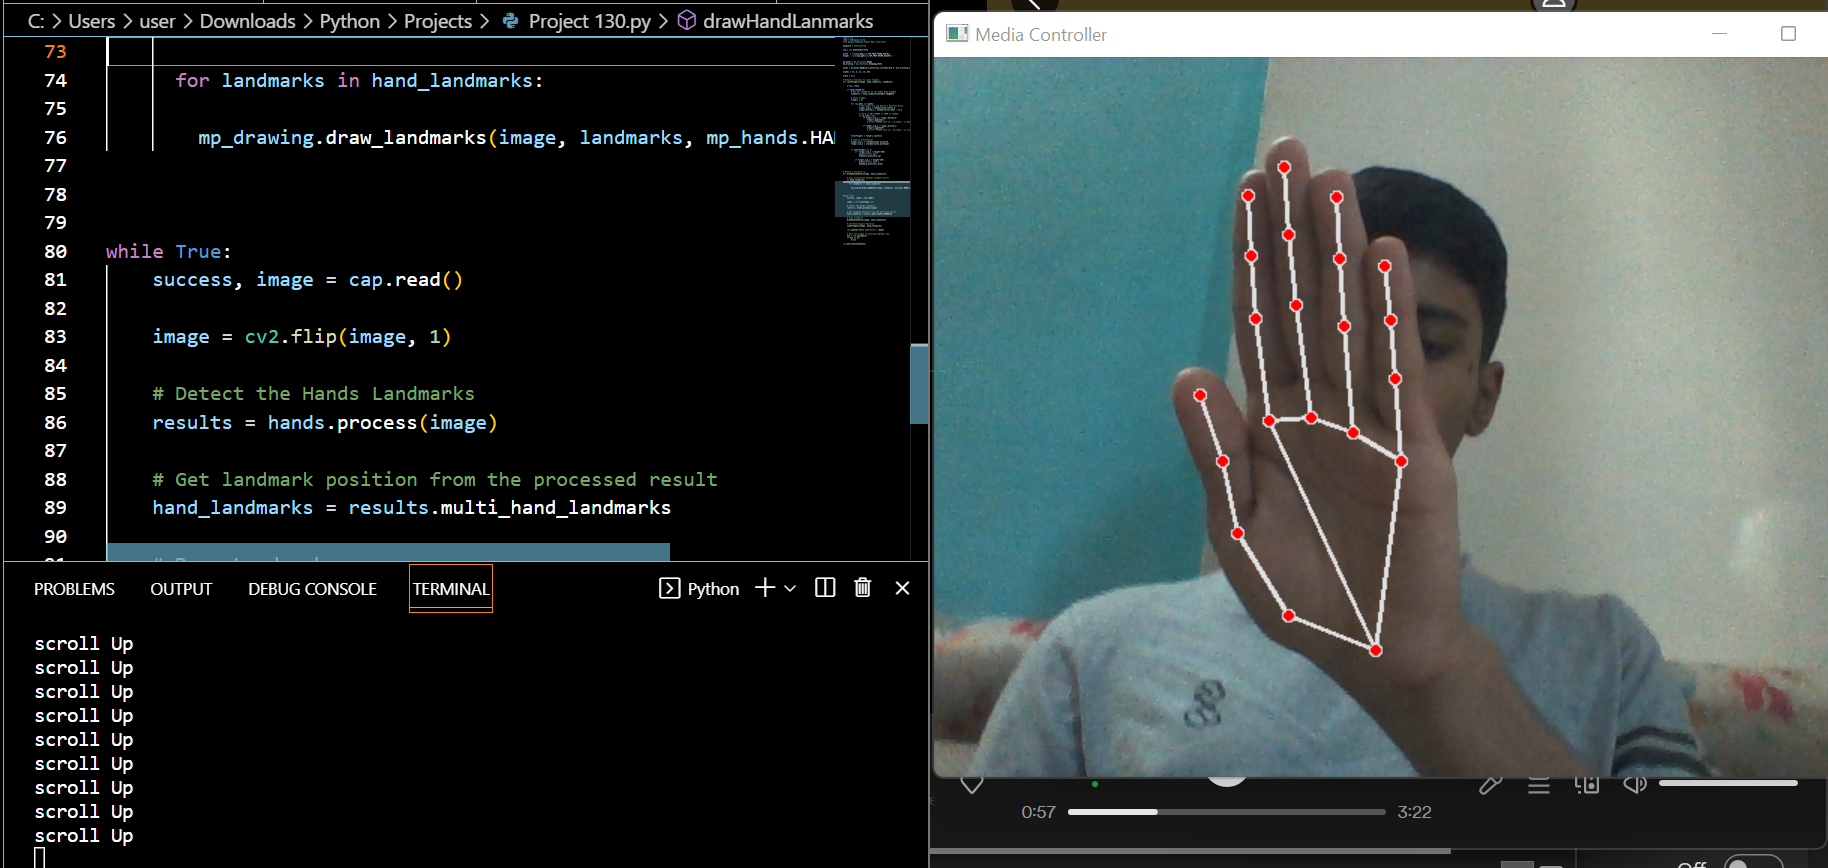 C: > Users > user > Downloads > Python > Projects > Project 130.py > drawHandLanmarks
73
74 for landmarks in hand_landmarks:
75
76 mp_drawing.draw_landmarks(image, landmarks, mp_hands.HA
77
78
79
80 while True:
81 success, image = cap.read()
82
83 image = cv2.flip(image, 1)
84
85 # Detect the Hands Landmarks
86 results = hands.process(image)
87
88 # Get landmark position from the processed result
89 hand_landmarks = results.multi_hand_landmarks
90
PROBLEMS OUTPUT DEBUG CONSOLE TERMINAL Python
scroll Up
scroll Up
scroll Up
scroll Up
scroll Up
scroll Up
scroll Up
scroll Up
scroll Up
Media Controller
0:57 3:22
Off